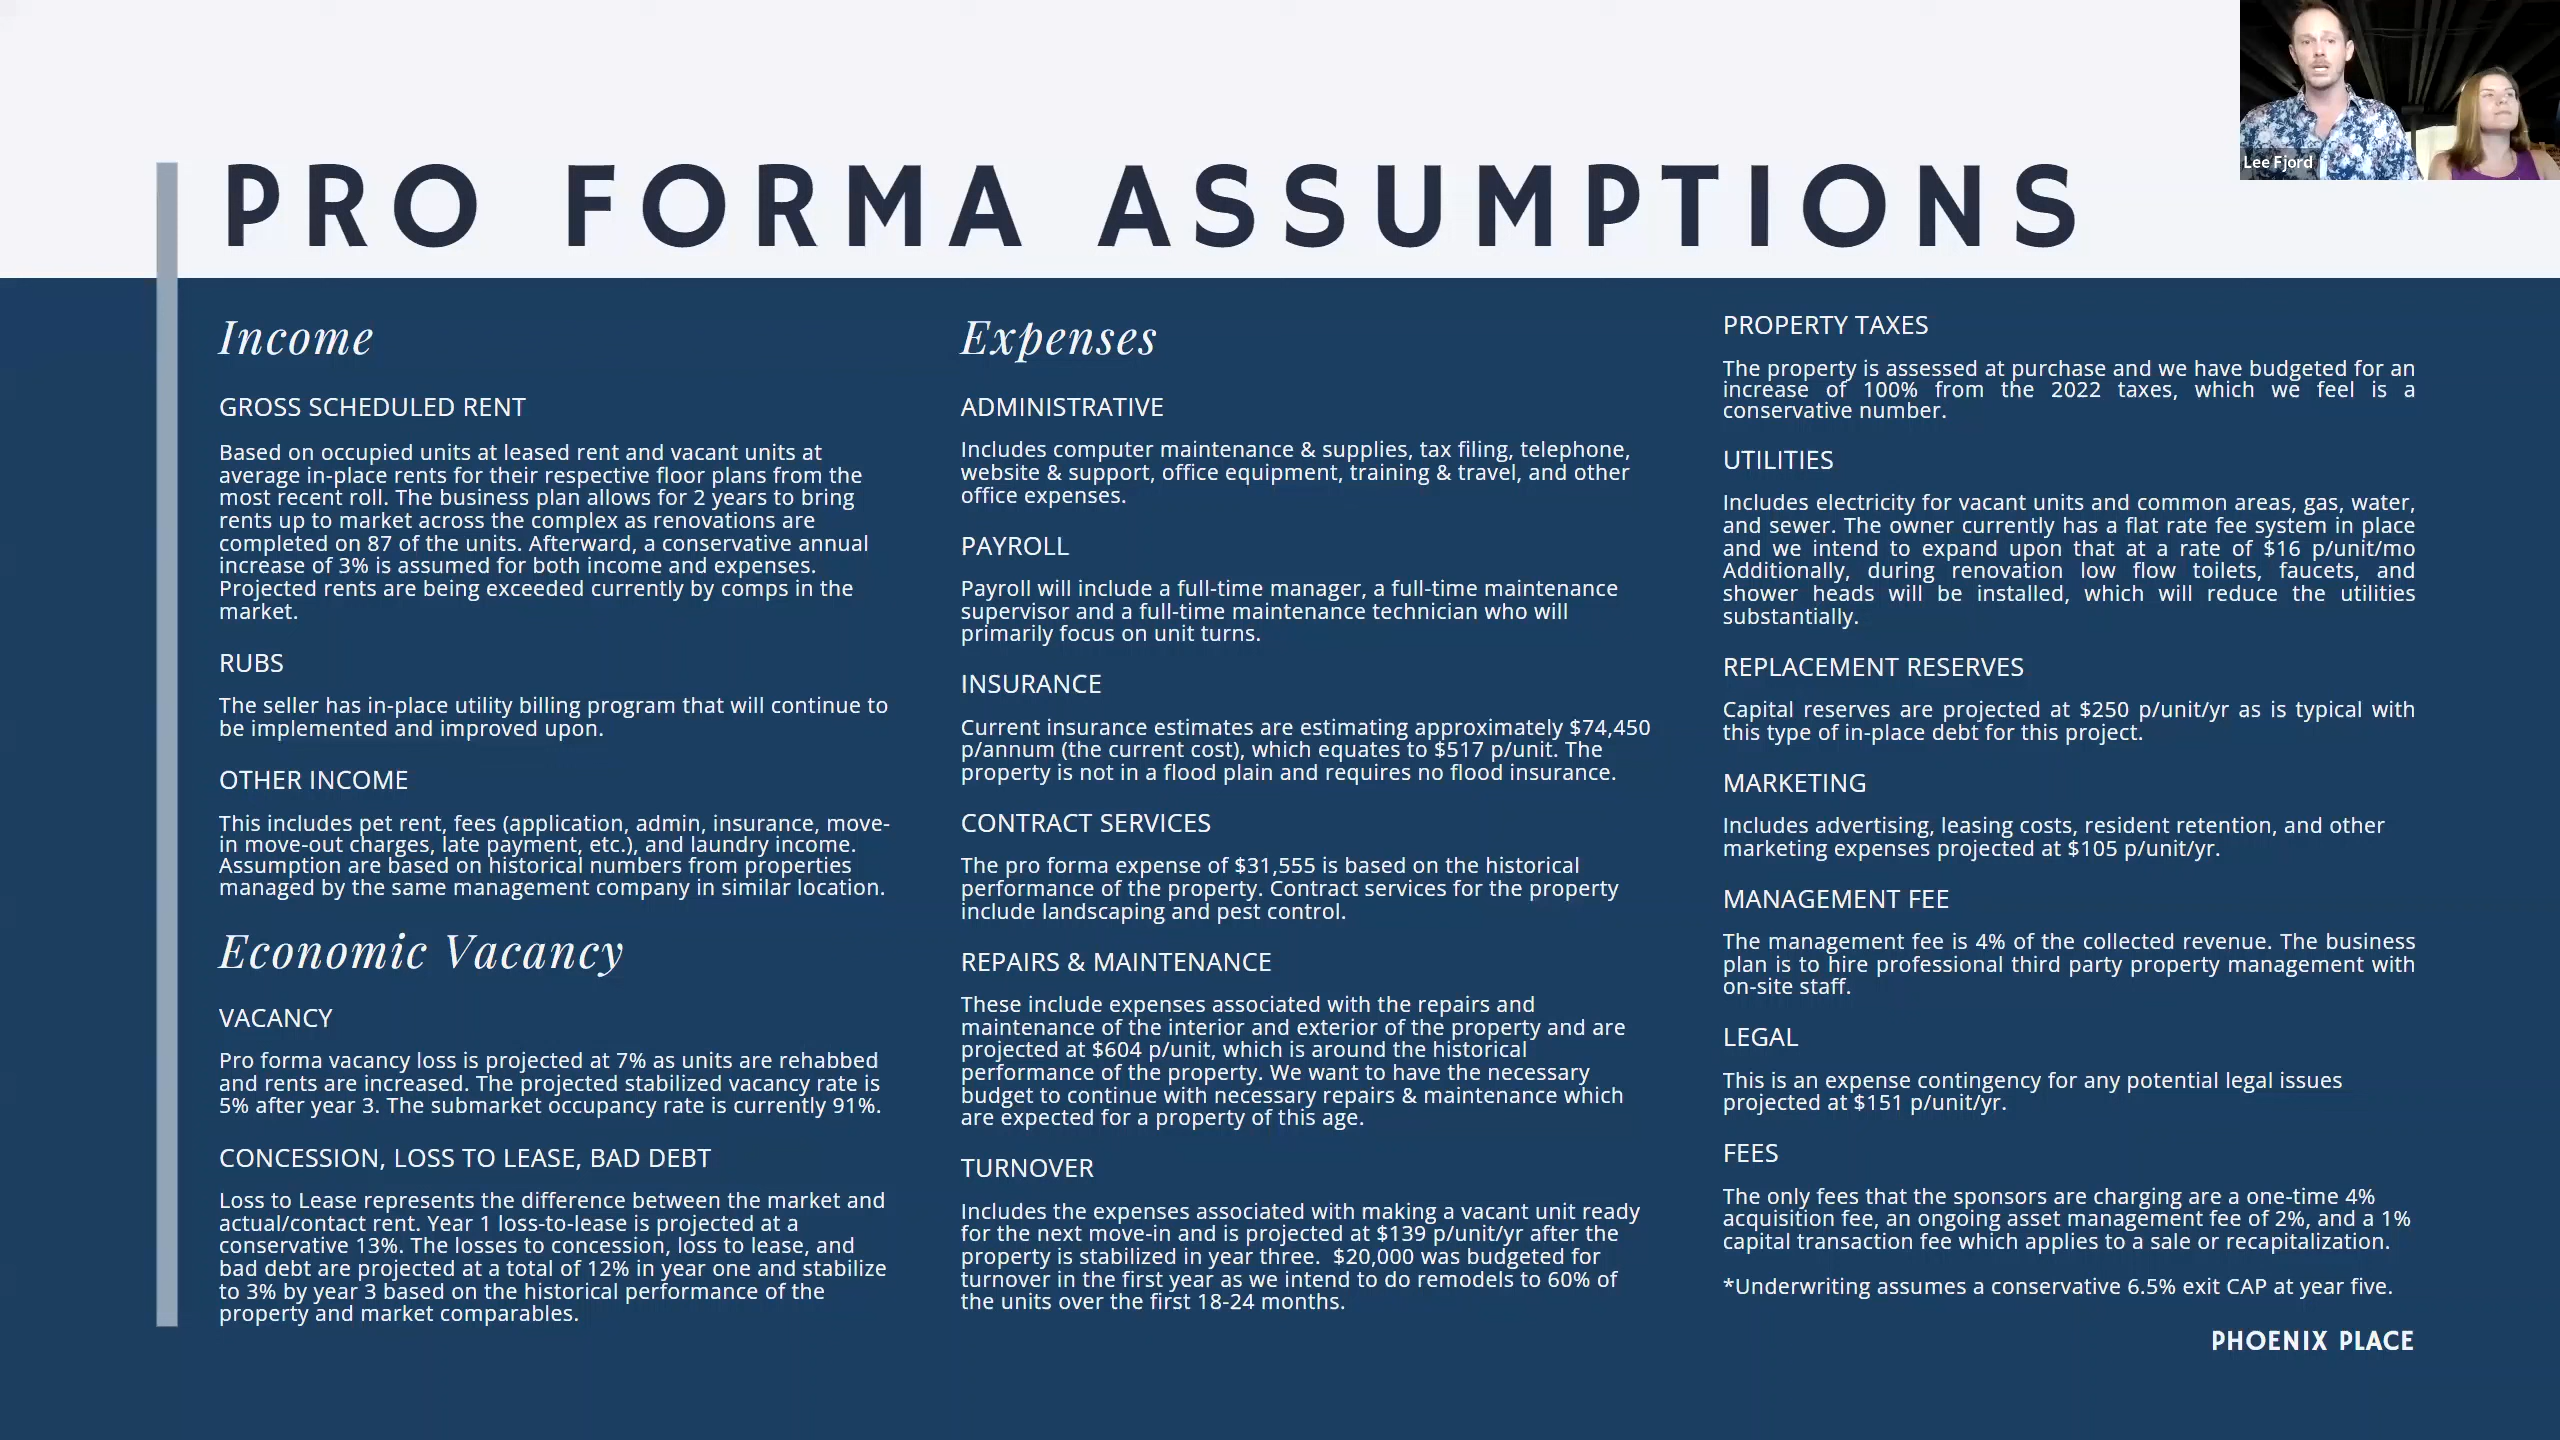 Lee Fjord
PRO FORMA ASSUMPTIONS
Income
GROSS SCHEDULED RENT
Based on occupied units at leased rent and vacant units at
average in-place rents for their respective floor plans from the
most recent roll. The business plan allows for 2 years to bring
rents up to market across the complex as renovations are
completed on 87 of the units. Afterward, a conservative annual
increase of 3% is assumed for both income and expenses.
Projected rents are being exceeded currently by comps in the
market.
RUBS
The seller has in-place utility billing program that will continue to
be implemented and improved upon.
OTHER INCOME
This includes pet rent, fees (application, admin, insurance, move-
in move-out charges, late payment, etc.), and laundry income.
Assumption are based on historical numbers from properties
managed by the same management company in similar location.
Economic Vacancy
VACANCY
Pro forma vacancy loss is projected at 7% as units are rehabbed
and rents are increased. The projected stabilized vacancy rate is
5% after year 3. The submarket occupancy rate is currently 91%.
CONCESSION, LOSS TO LEASE, BAD DEBT
Loss to Lease represents the difference between the market and
actual/contact rent. Year 1 loss-to-lease is projected at a
conservative 13%. The losses to concession, loss to lease, and
bad debt are projected at a total of 12% in year one and stabilize
to 3% by year 3 based on the historical performance of the
property and market comparables.
Expenses
ADMINISTRATIVE
Includes computer maintenance & supplies, tax filing, telephone,
website & support, office equipment, training & travel, and other
office expenses.
PAYROLL
Payroll will include a full-time manager, a full-time maintenance
supervisor and a full-time maintenance technician who will
primarily focus on unit turns.
INSURANCE
Current insurance estimates are estimating approximately $74,450
p/annum (the current cost), which equates to $517 p/unit. The
property is not in a flood plain and requires no flood insurance.
CONTRACT SERVICES
The pro forma expense of $31,555 is based on the historical
performance of the property. Contract services for the property
include landscaping and pest control.
REPAIRS & MAINTENANCE
These include expenses associated with the repairs and
maintenance of the interior and exterior of the property and are
projected at $604 p/unit, which is around the historical
performance of the property. We want to have the necessary
budget to continue with necessary repairs & maintenance which
are expected for a property of this age.
TURNOVER
Includes the expenses associated with making a vacant unit ready
for the next move-in and is projected at $139 p/unit/yr after the
property is stabilized in year three. $20,000 was budgeted for
turnover in the first year as we intend to do remodels to 60% of
the units over the first 18-24 months.
PROPERTY TAXES
The property is assessed at purchase and we have budgeted for an
increase of 100% from the 2022 taxes, which we feel is a
conservative number.
UTILITIES
Includes electricity for vacant units and common areas, gas, water,
and sewer. The owner currently has a flat rate fee system in place
and we intend to expand upon that at a rate of $16 p/unit/mo
Additionally, during renovation low flow toilets, faucets, and
shower heads will be installed, which will reduce the utilities
substantially.
REPLACEMENT RESERVES
Capital reserves are projected at $250 p/unit/yr as is typical with
this type of in-place debt for this project.
MARKETING
Includes advertising, leasing costs, resident retention, and other
marketing expenses projected at $105 p/unit/yr.
MANAGEMENT FEE
The management fee is 4% of the collected revenue. The business
plan is to hire professional third party property management with
on-site staff.
LEGAL
This is an expense contingency for any potential legal issues
projected at $151 p/unit/yr.
FEES
The only fees that the sponsors are charging are a one-time 4%
acquisition fee, an ongoing asset management fee of 2%, and a 1%
capital transaction fee which applies to a sale or recapitalization.
*Underwriting assumes a conservative 6.5% exit CAP at year five.
PHOENIX PLACE